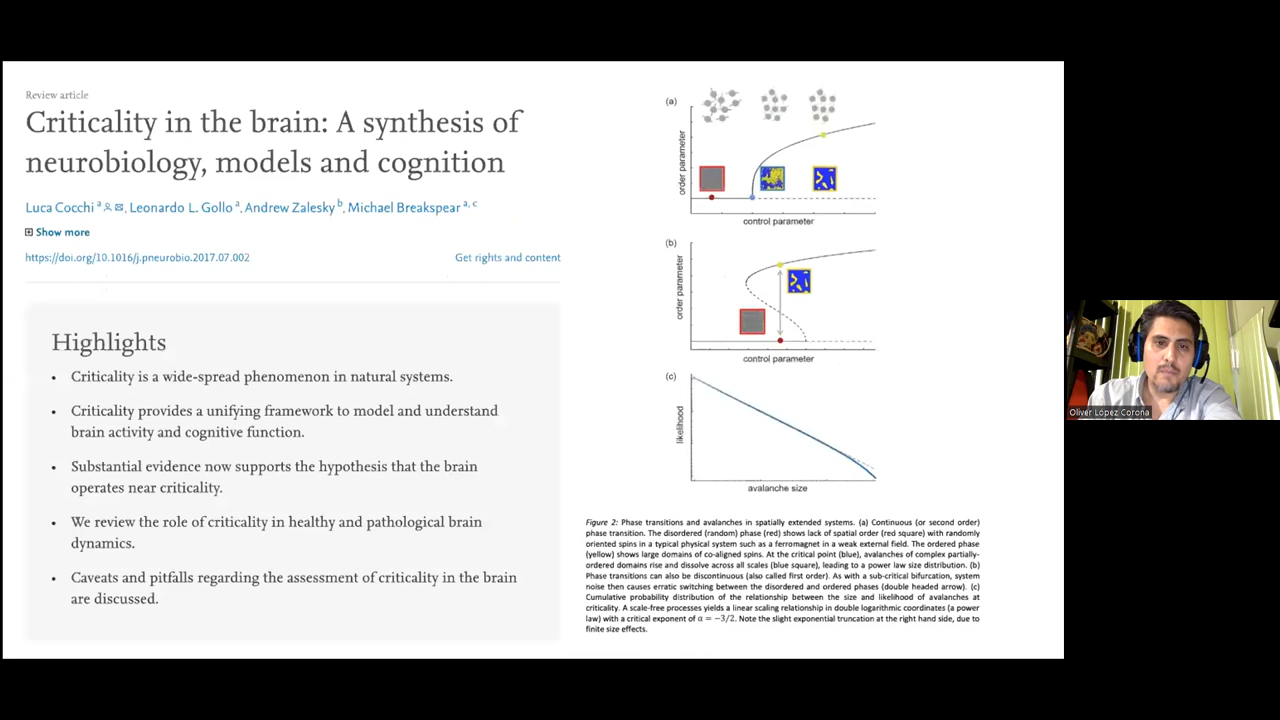 Review article
Criticality in the brain: A synthesis of
neurobiology, models and cognition
Luca Cocchi a, Leonardo L. Gollo a, Andrew Zalesky b, Michael Breakspear a, c
Show more
https://doi.org/10.1016/j.pneurobio.2017.07.002
Get rights and content
Highlights
• Criticality is a wide-spread phenomenon in natural systems.
• Criticality provides a unifying framework to model and understand
brain activity and cognitive function.
• Substantial evidence now supports the hypothesis that the brain
operates near criticality.
• We review the role of criticality in healthy and pathological brain
dynamics.
• Caveats and pitfalls regarding the assessment of criticality in the brain
are discussed.
(a)
order parameter
control parameter
(b)
order parameter
control parameter
(c)
likelihood
avalanche size
Figure 2: Phase transitions and avalanches in spatially extended systems. (a) Continuous (or second order)
phase transition. The disordered (random) phase (red) shows lack of spatial order (red square) with randomly
oriented spins in a typical physical system such as a ferromagnet in a weak external field. The ordered phase
(yellow) shows large domains of co-aligned spins. At the critical point (blue), avalanches of complex partially-
ordered domains rise and dissolve across all scales (blue square), leading to a power law size distribution. (b)
Phase transitions can also be discontinuous (also called first order). As with a sub-critical bifurcation, system
noise then causes erratic switching between the disordered and ordered phases (double headed arrow). (c)
Cumulative probability distribution of the relationship between the size and likelihood of avalanches at
criticality. A scale-free processes yields a linear scaling relationship in double logarithmic coordinates (a power
law) with a critical exponent of α = −3/2. Note the slight exponential truncation at the right hand side, due to
finite size effects.
Oliver López Corona